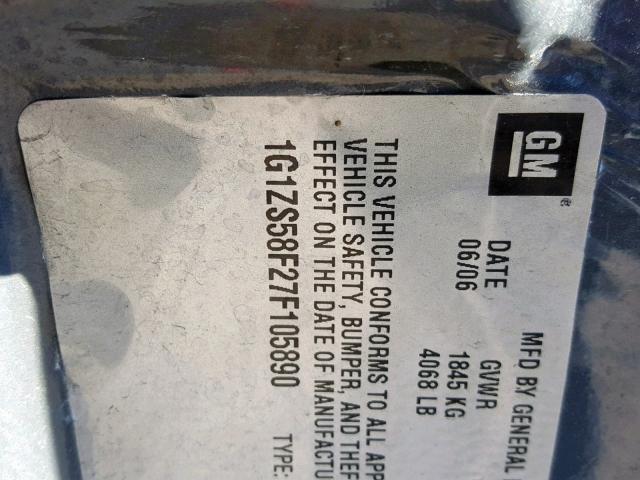 GM®
MFD BY GENERAL
DATE GVWR
06/06 1845 KG
4068 LB
THIS VEHICLE CONFORMS TO ALL APP
VEHICLE SAFETY, BUMPER, AND THEF
EFFECT ON THE DATE OF MANUFACTU
1G1ZS58F27F105890 TYPE: